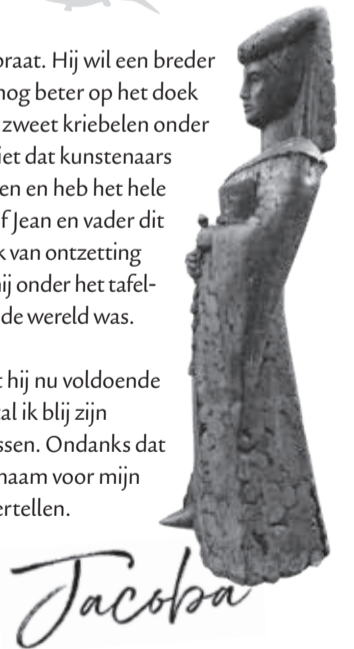 praat. Hij wil een breder
nog beter op het doek
zweet kriebelen onder
iet dat kunstenaars
en en heb het hele
f Jean en vader dit
k van ontzetting
ij onder het tafel-
de wereld was.
t hij nu voldoende
al ik blij zijn
ssen. Ondanks dat
naam voor mijn
ertellen.
Jacoba